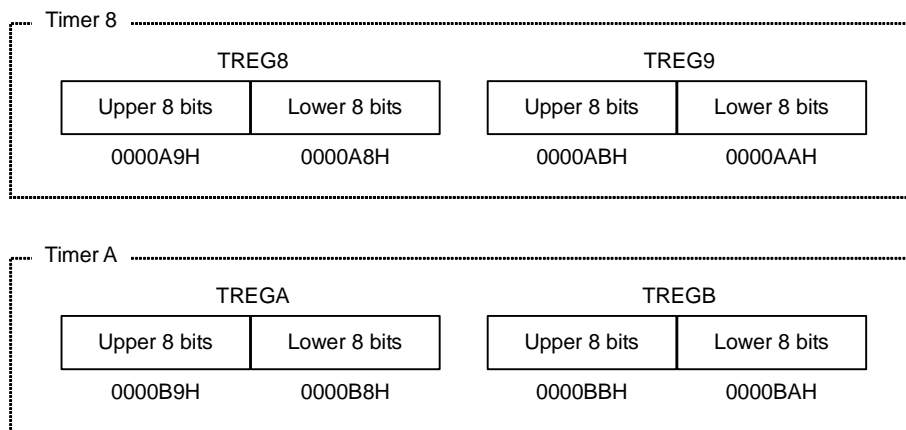 Timer 8
TREG8 TREG9
Upper 8 bits Lower 8 bits Upper 8 bits Lower 8 bits
0000A9H 0000A8H 0000ABH 0000AAH
Timer A
TREGA TREGB
Upper 8 bits Lower 8 bits Upper 8 bits Lower 8 bits
0000B9H 0000B8H 0000BBH 0000BAH